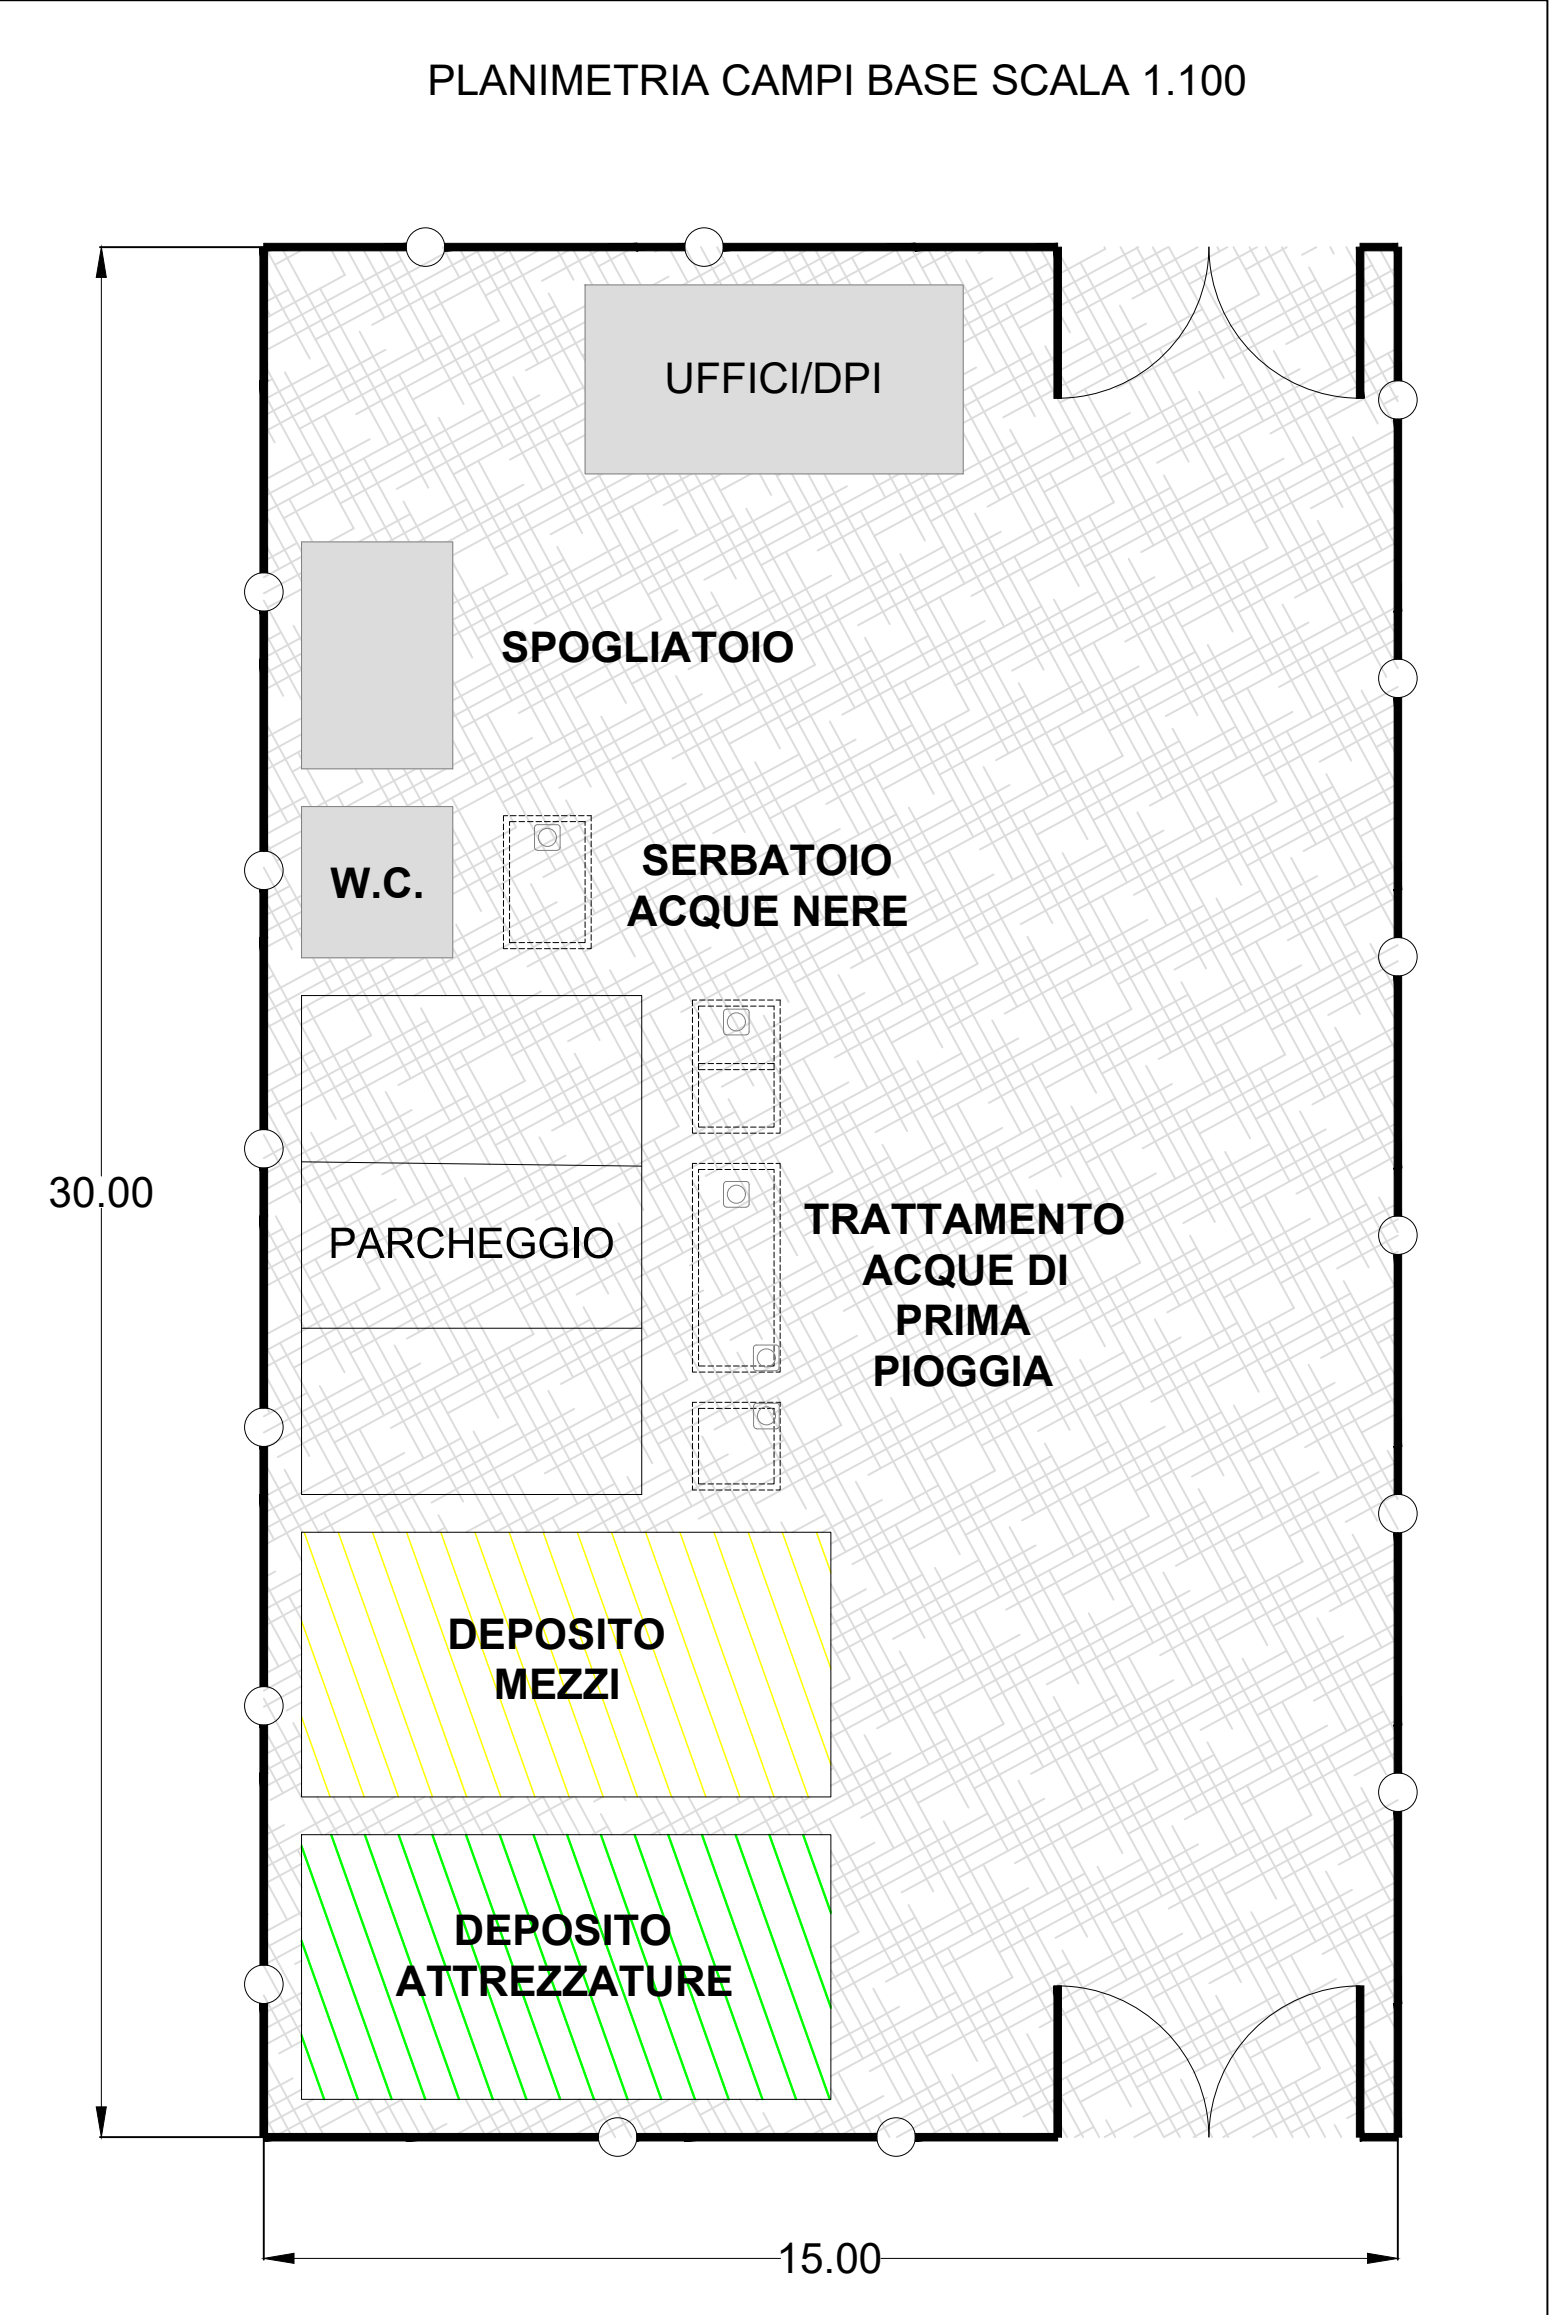 PLANIMETRIA CAMPI BASE SCALA 1.100
UFFICI/DPI
SPOGLIATOIO
W.C.
SERBATOIO
ACQUE NERE
30.00
PARCHEGGIO
TRATTAMENTO
ACQUE DI
PRIMA
PIOGGIA
DEPOSITO
MEZZI
DEPOSITO
ATTREZZATURE
15.00